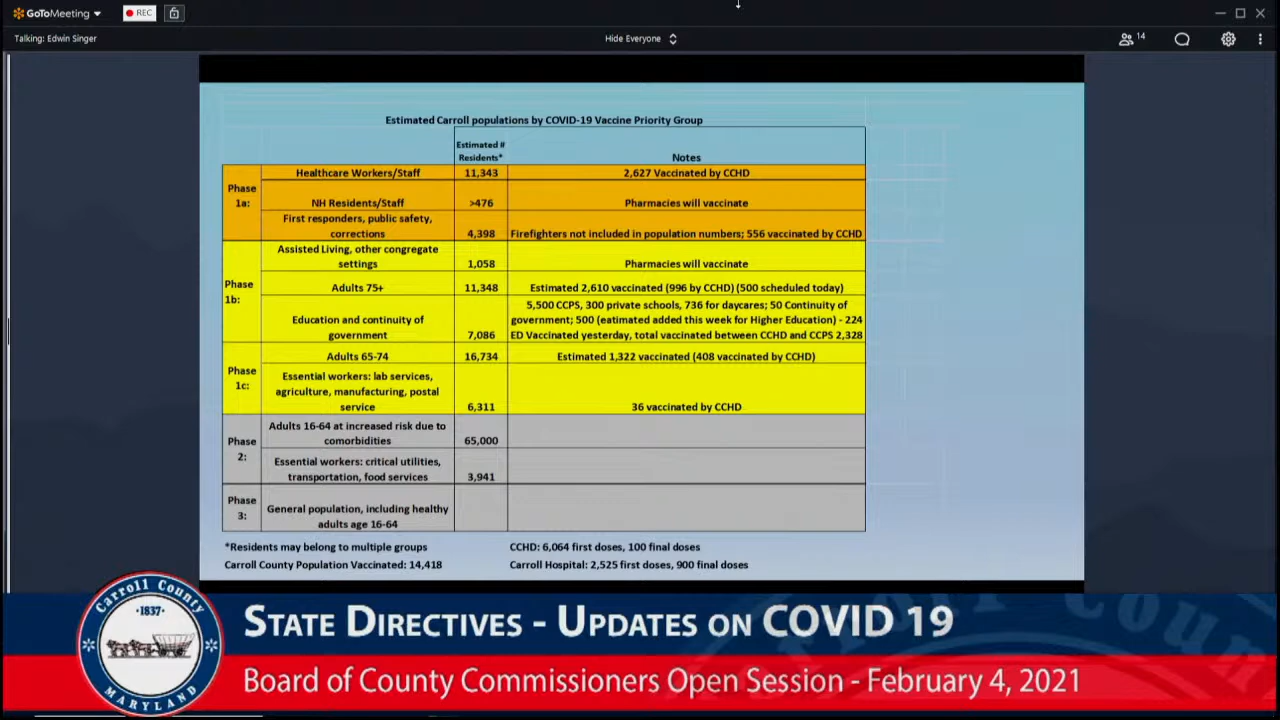 GoToMeeting
REC
Talking: Edwin Singer
Hide Everyone
14
Estimated Carroll populations by COVID-19 Vaccine Priority Group
Estimated #
Residents*
Notes
Phase
1a:
Healthcare Workers/Staff
11,343
2,627 Vaccinated by CCHD
NH Residents/Staff
>476
Pharmacies will vaccinate
First responders, public safety,
corrections
4,398
Firefighters not included in population numbers; 556 vaccinated by CCHD
Phase
1b:
Assisted Living, other congregate
settings
1,058
Pharmacies will vaccinate
Adults 75+
11,348
Estimated 2,610 vaccinated (996 by CCHD) (500 scheduled today)
Education and continuity of
government
7,086
5,500 CCPS, 300 private schools, 736 for daycares; 50 Continuity of
government; 500 (eatimated added this week for Higher Education) - 224
ED Vaccinated yesterday, total vaccinated between CCHD and CCPS 2,328
Phase
1c:
Adults 65-74
16,734
Estimated 1,322 vaccinated (408 vaccinated by CCHD)
Essential workers: lab services,
agriculture, manufacturing, postal
service
6,311
36 vaccinated by CCHD
Phase
2:
Adults 16-64 at increased risk due to
comorbidities
65,000
Essential workers: critical utilities,
transportation, food services
3,941
Phase
3:
General population, including healthy
adults age 16-64
*Residents may belong to multiple groups
CCHD: 6,064 first doses, 100 final doses
Carroll County Population Vaccinated: 14,418
Carroll Hospital: 2,525 first doses, 900 final doses
Carroll County
1837
MARYLAND
STATE DIRECTIVES - UPDATES ON COVID 19
Board of County Commissioners Open Session - February 4, 2021